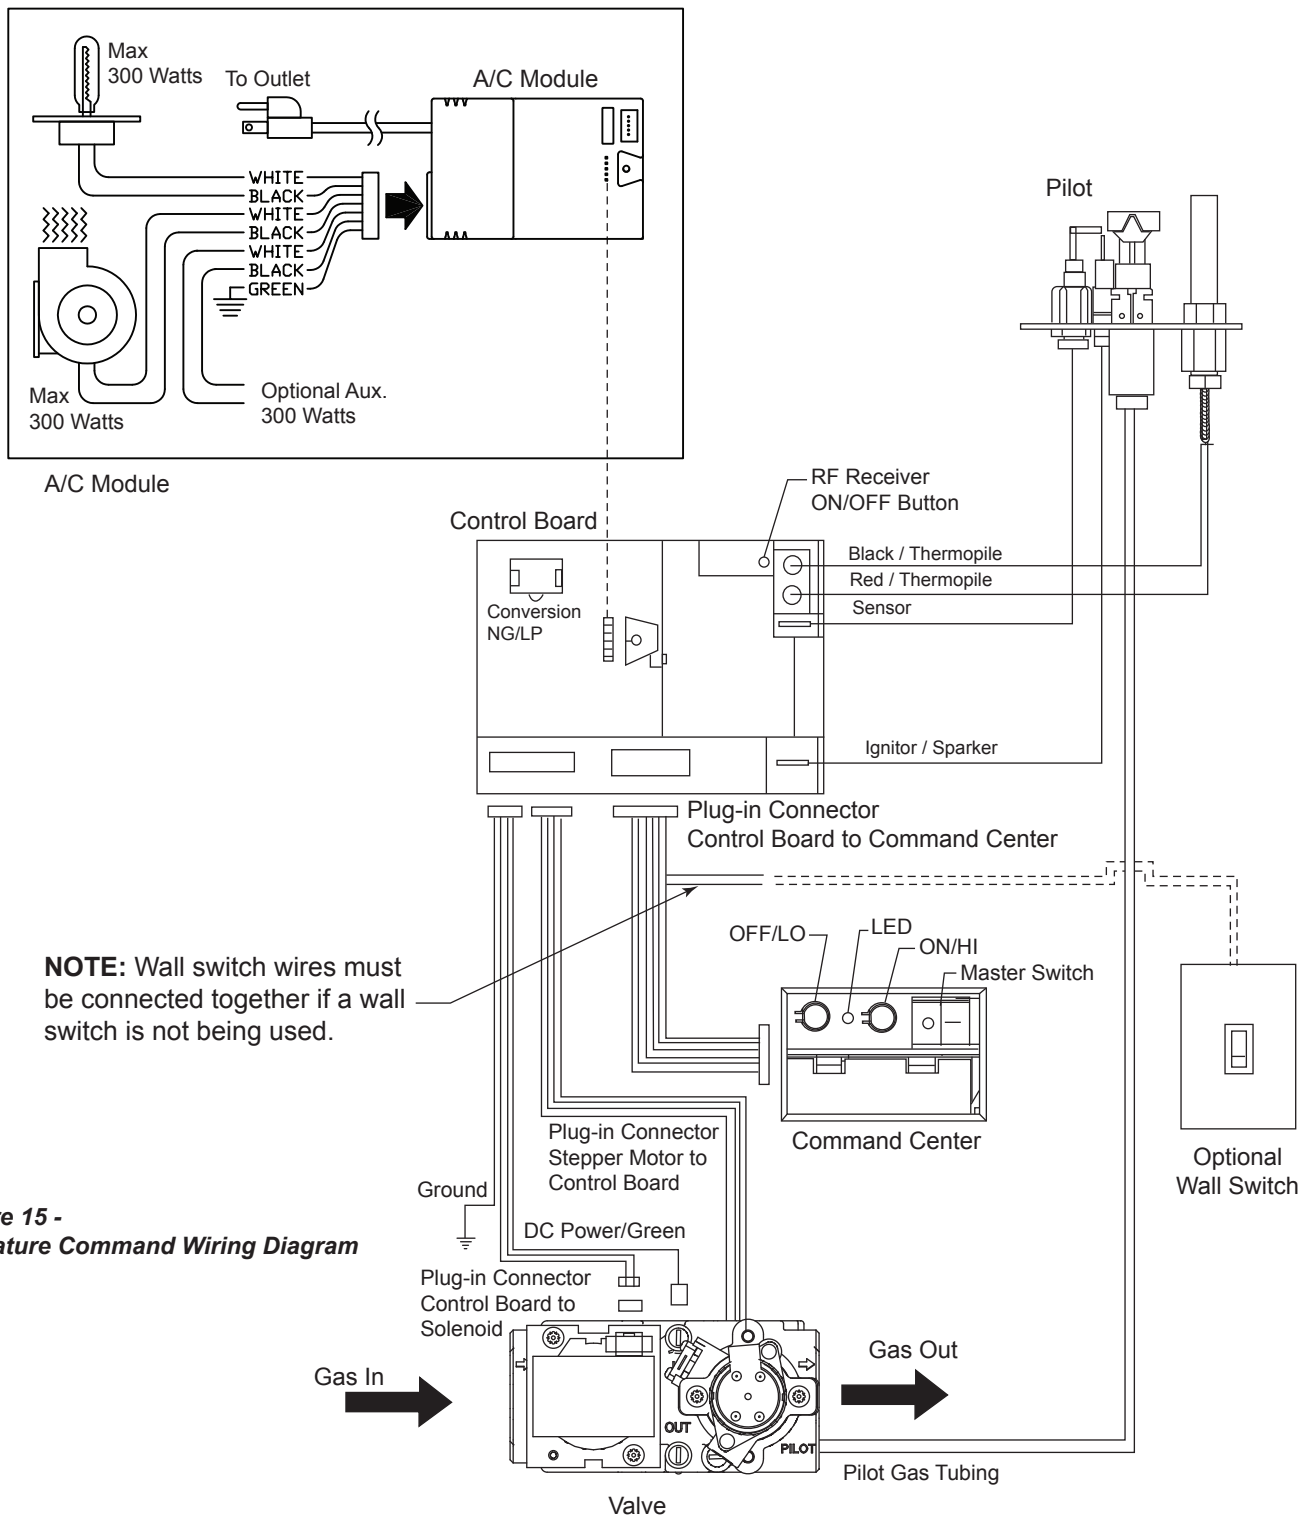 Max
300 Watts
To Outlet
A/C Module
WHITE
BLACK
WHITE
BLACK
WHITE
BLACK
GREEN
Max
300 Watts
Optional Aux.
300 Watts
A/C Module
Pilot
RF Receiver
ON/OFF Button
Control Board
Conversion
NG/LP
Black / Thermopile
Red / Thermopile
Sensor
Ignitor / Sparker
Plug-in Connector
Control Board to Command Center
NOTE: Wall switch wires must
be connected together if a wall
switch is not being used.
OFF/LO
LED
ON/HI
Master Switch
Command Center
Optional
Wall Switch
Plug-in Connector
Stepper Motor to
Control Board
Ground
DC Power/Green
Plug-in Connector
Control Board to
Solenoid
15 -
Command Wiring Diagram
Gas In
Gas Out
OUT
PILOT
Pilot Gas Tubing
Valve